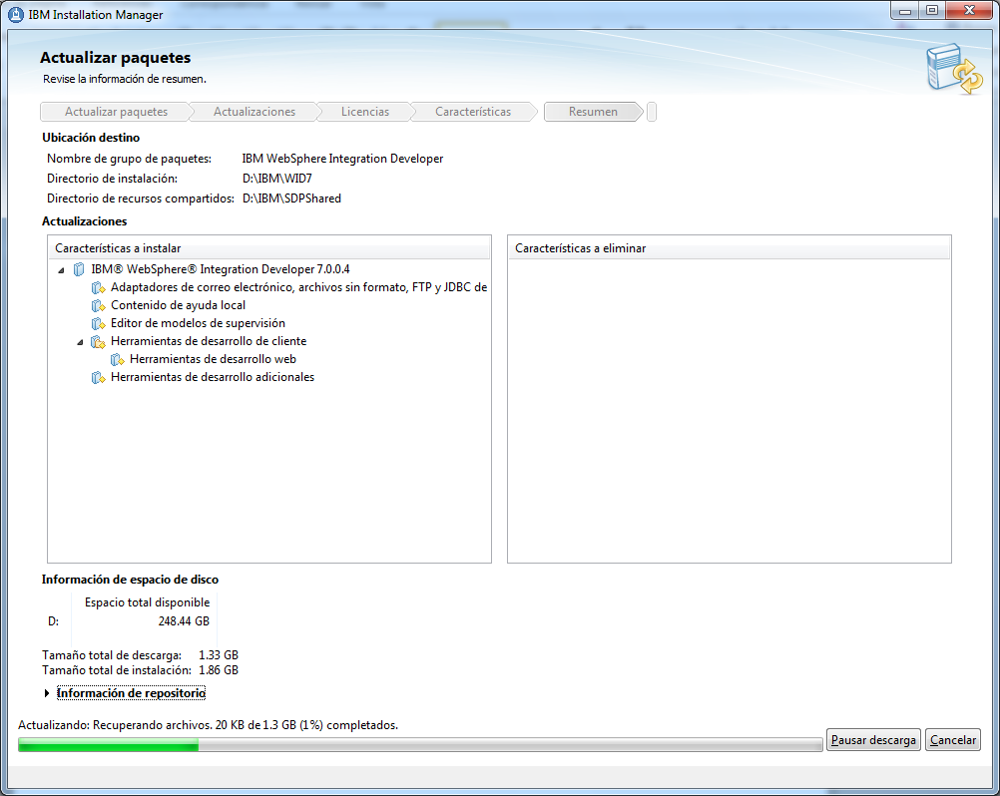 IBM Installation Manager
Actualizar paquetes
Revise la información de resumen.
Actualizar paquetes Actualizaciones Licencias Características Resumen
Ubicación destino
Nombre de grupo de paquetes: IBM WebSphere Integration Developer
Directorio de instalación: D:\IBM\WID7
Directorio de recursos compartidos: D:\IBM\SDPShared
Actualizaciones
Características a instalar
IBM® WebSphere® Integration Developer 7.0.0.4
Adaptadores de correo electrónico, archivos sin formato, FTP y JDBC de
Contenido de ayuda local
Editor de modelos de supervisión
Herramientas de desarrollo de cliente
Herramientas de desarrollo web
Herramientas de desarrollo adicionales
Características a eliminar
Información de espacio de disco
Espacio total disponible
D: 248.44 GB
Tamaño total de descarga: 1.33 GB
Tamaño total de instalación: 1.86 GB
Información de repositorio
Actualizando: Recuperando archivos. 20 KB de 1.3 GB (1%) completados.
Pausar descarga Cancelar